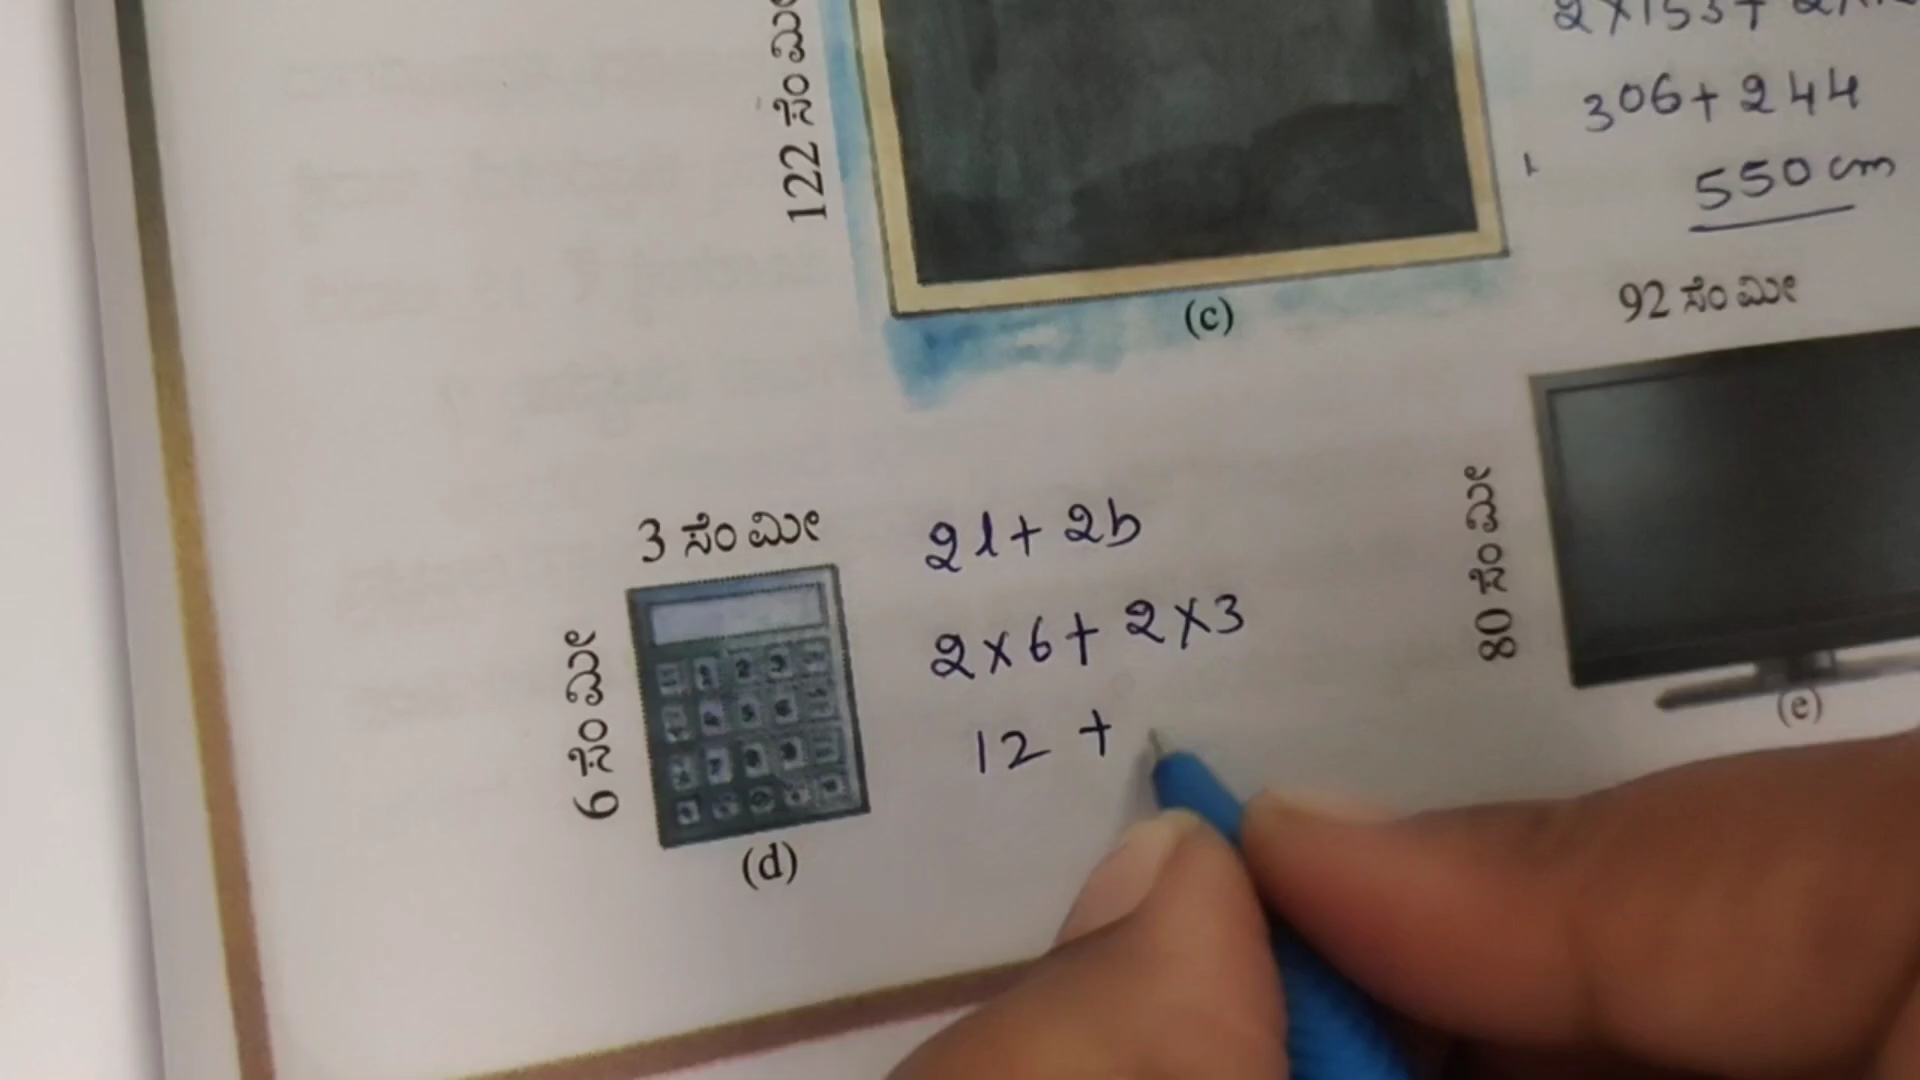 122 ಸೆಂ ಮೀ
306 + 244
550 cm
(c)
92 ಸೆಂ ಮೀ
80 ಸೆಂ ಮೀ
(e)
3 ಸೆಂ ಮೀ
6 ಸೆಂ ಮೀ
(d)
2l + 2b
2 x 6 + 2 x 3
12 +